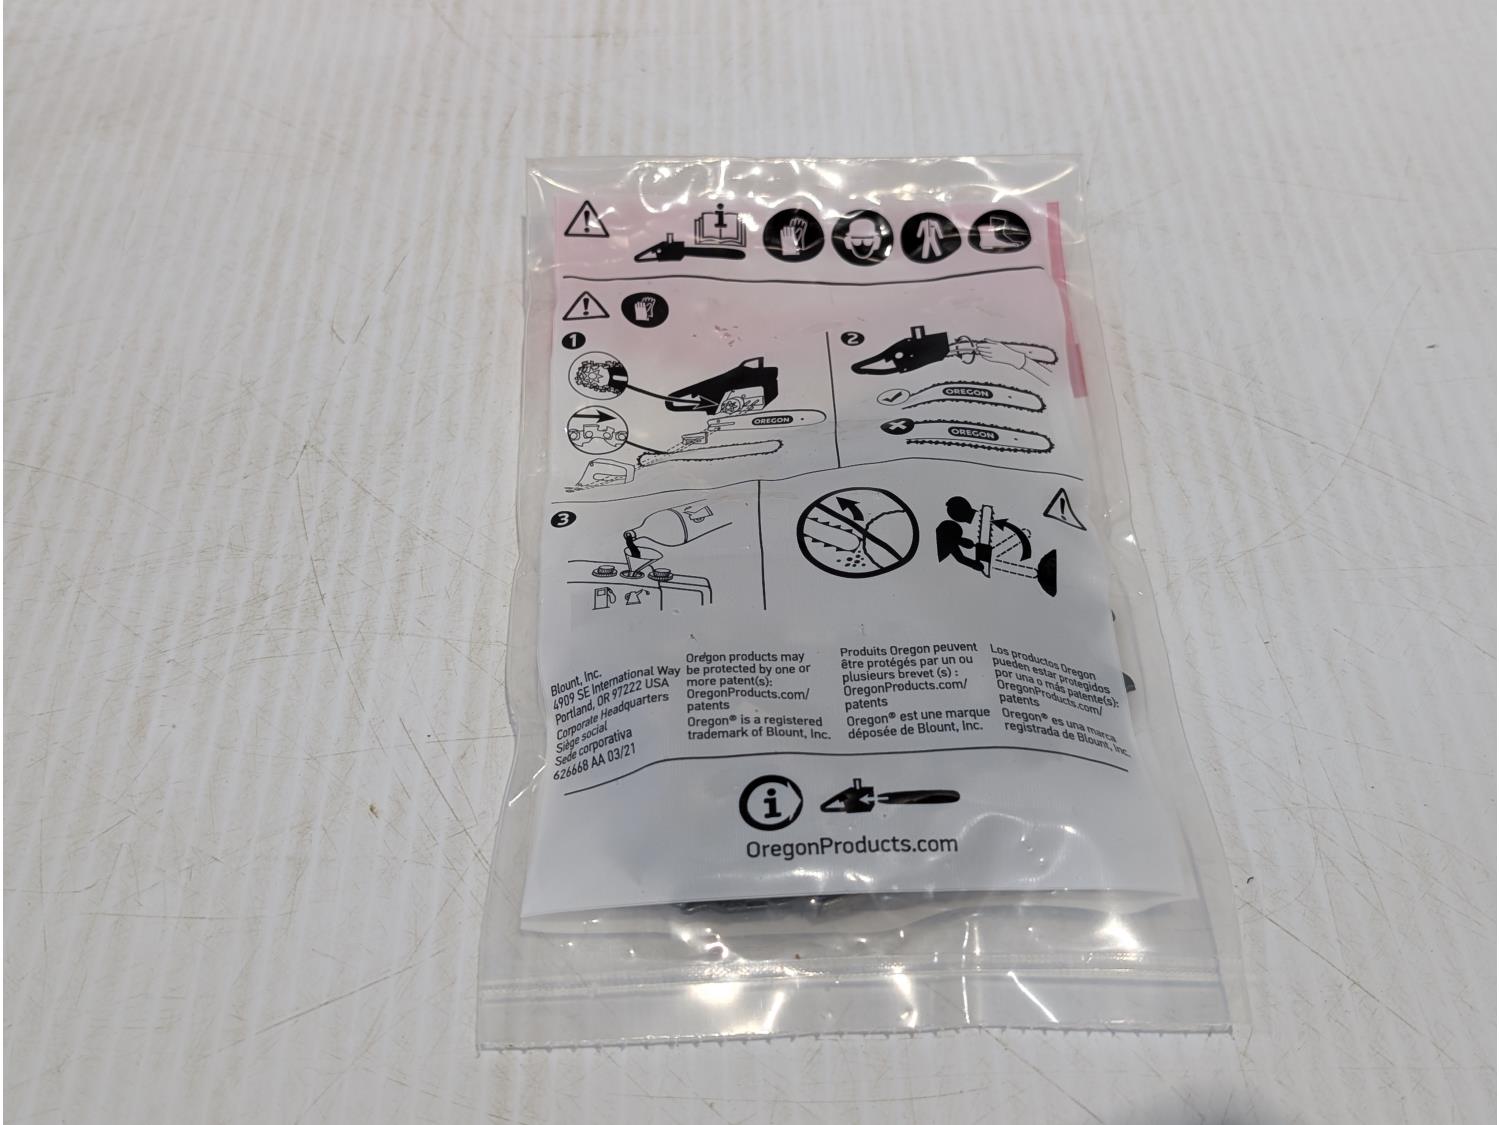 1
2
OREGON
OREGON
OREGON
3
Blount, Inc.
4909 SE International Way
Portland, OR 97222 USA
Corporate Headquarters
Siège social
Sede corporativa
626668 AA 03/21
Oregon products may
be protected by one or
more patent(s):
OregonProducts.com/
patents
Oregon® is a registered
trademark of Blount, Inc.
Produits Oregon peuvent
être protégés par un ou
plusieurs brevet (s) :
OregonProducts.com/
patents
Oregon® est une marque
déposée de Blount, Inc.
Los productos Oregon
pueden estar protegidos
por una o más patente(s):
OregonProducts.com/
patents
Oregon® es una marca
registrada de Blount, Inc.
OregonProducts.com